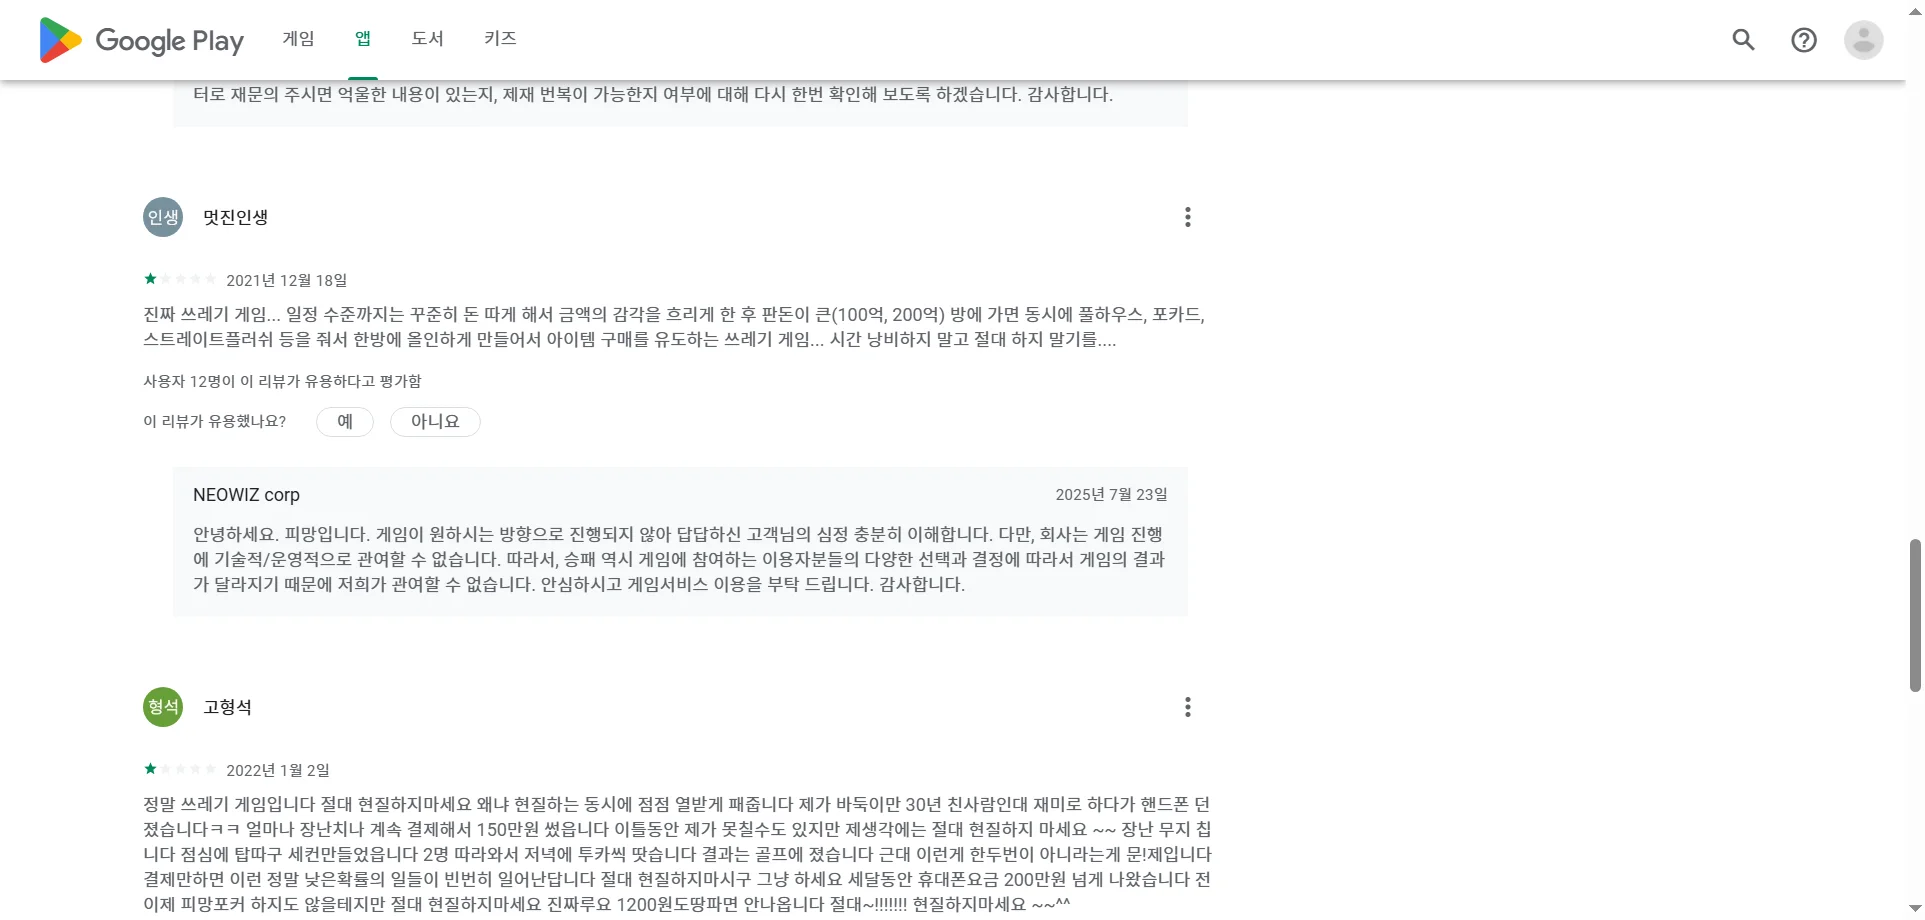 Google Play 게임 앱 도서 키즈
터로 재문의 주시면 억울한 내용이 있는지, 제재 번복이 가능한지 여부에 대해 다시 한번 확인해 보도록 하겠습니다. 감사합니다.
인생 멋진인생
2021년 12월 18일
진짜 쓰레기 게임... 일정 수준까지는 꾸준히 돈 따게 해서 금액의 감각을 흐리게 한 후 판돈이 큰(100억, 200억) 방에 가면 동시에 풀하우스, 포카드,
스트레이트플러쉬 등을 줘서 한방에 올인하게 만들어서 아이템 구매를 유도하는 쓰레기 게임... 시간 낭비하지 말고 절대 하지 말기를....
사용자 12명이 이 리뷰가 유용하다고 평가함
이 리뷰가 유용했나요? 예 아니요
NEOWIZ corp 2025년 7월 23일
안녕하세요. 피망입니다. 게임이 원하시는 방향으로 진행되지 않아 답답하신 고객님의 심정 충분히 이해합니다. 다만, 회사는 게임 진행
에 기술적/운영적으로 관여할 수 없습니다. 따라서, 승패 역시 게임에 참여하는 이용자분들의 다양한 선택과 결정에 따라서 게임의 결과
가 달라지기 때문에 저희가 관여할 수 없습니다. 안심하시고 게임서비스 이용을 부탁 드립니다. 감사합니다.
형석 고형석
2022년 1월 2일
정말 쓰레기 게임입니다 절대 현질하지마세요 왜냐 현질하는 동시에 점점 열받게 패줍니다 제가 바둑이만 30년 친사람인대 재미로 하다가 핸드폰 던
졌습니다ㅋㅋ 얼마나 장난치나 계속 결제해서 150만원 썼읍니다 이틀동안 제가 못칠수도 있지만 제생각에는 절대 현질하지 마세요 ~~ 장난 무지 칩
니다 점심에 탑따구 세컨만들었읍니다 2명 따라와서 저녁에 투카씩 땃습니다 결과는 골프에 졌습니다 근대 이런게 한두번이 아니라는게 문!제입니다
결제만하면 이런 정말 낮은확률의 일들이 빈번히 일어난답니다 절대 현질하지마시구 그냥 하세요 세달동안 휴대폰요금 200만원 넘게 나왔습니다 전
이제 피망포커 하지도 않을테지만 절대 현질하지마세요 진짜루요 1200원도땅파면 안나옵니다 절대~!!!!!!! 현질하지마세요 ~~^^